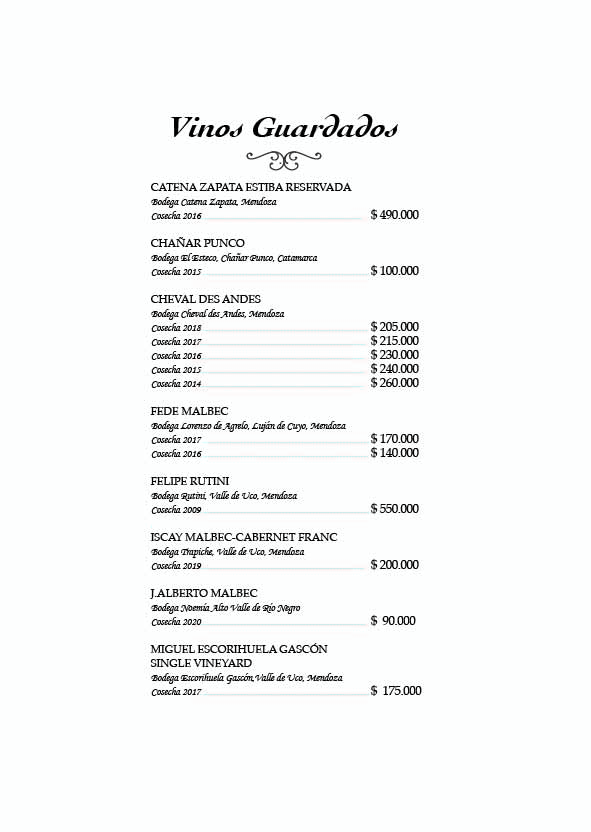 Vinos Guardados
CATENA ZAPATA ESTIBA RESERVADA
Bodega Catena Zapata, Mendoza
Cosecha 2016 $ 490.000
CHAÑAR PUNCO
Bodega El Esteco, Chañar Punco, Catamarca
Cosecha 2015 $ 100.000
CHEVAL DES ANDES
Bodega Cheval des Andes, Mendoza
Cosecha 2018 $ 205.000
Cosecha 2017 $ 215.000
Cosecha 2016 $ 230.000
Cosecha 2015 $ 240.000
Cosecha 2014 $ 260.000
FEDE MALBEC
Bodega Lorenzo de Agrelo, Luján de Cuyo, Mendoza
Cosecha 2017 $ 170.000
Cosecha 2016 $ 140.000
FELIPE RUTINI
Bodega Rutini, Valle de Uco, Mendoza
Cosecha 2009 $ 550.000
ISCAY MALBEC-CABERNET FRANC
Bodega Trapiche, Valle de Uco, Mendoza
Cosecha 2019 $ 200.000
J.ALBERTO MALBEC
Bodega Noemía Alto Valle de Río Negro
Cosecha 2020 $ 90.000
MIGUEL ESCORIHUELA GASCÓN
SINGLE VINEYARD
Bodega Escorihuela Gascón,Valle de Uco, Mendoza
Cosecha 2017 $ 175.000